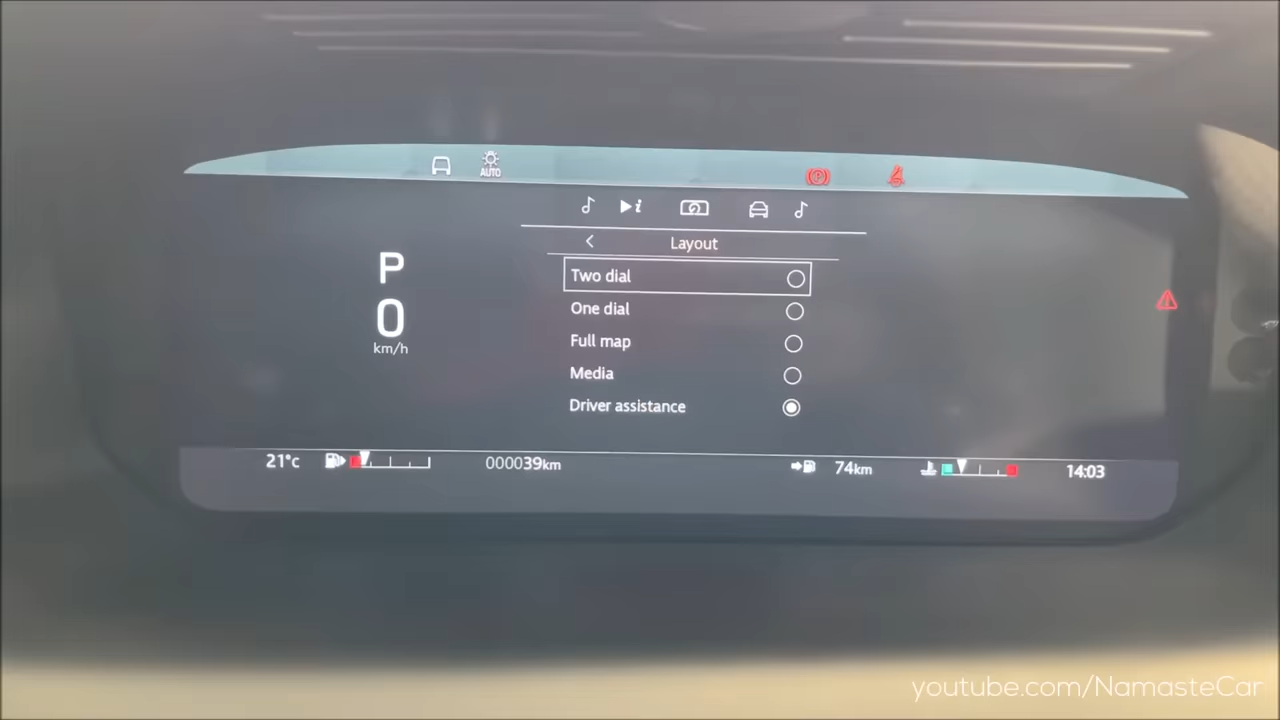 AUTO
Layout
P
0
km/h
Two dial
One dial
Full map
Media
Driver assistance
21°c
000039km
74km
14:03
youtube.com/NamasteCar